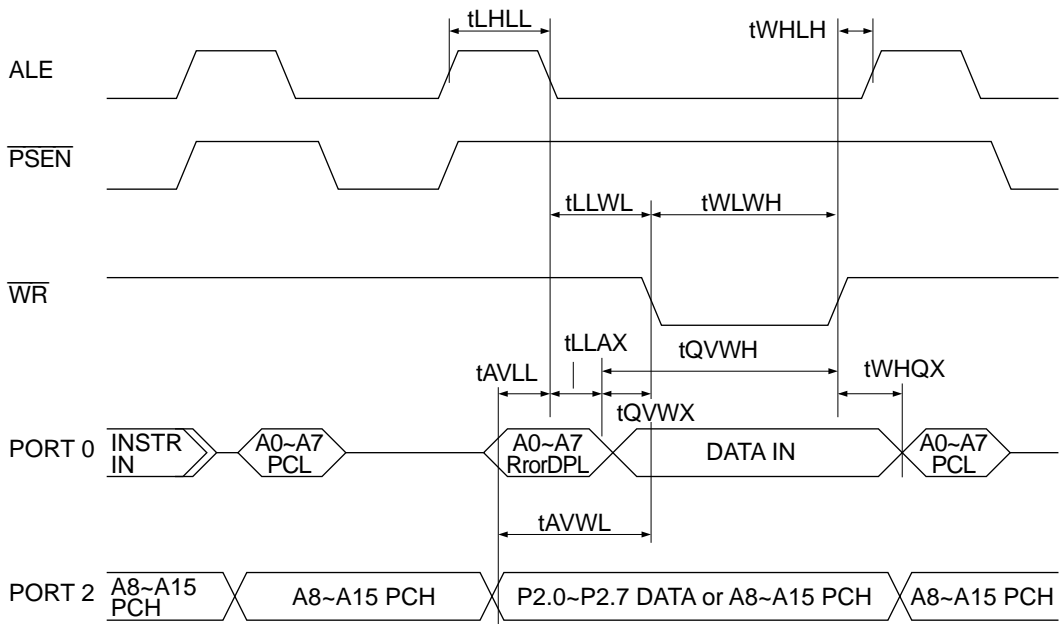 tLHLL
tWHLH
ALE
PSEN
tLLWL
tWLWH
WR
tLLAX
tQVWH
tAVLL
tWHQX
tQVWX
PORT 0
INSTR
IN
A0~A7
PCL
A0~A7
RrorDPL
DATA IN
A0~A7
PCL
tAVWL
PORT 2
A8~A15
PCH
A8~A15 PCH
P2.0~P2.7 DATA or A8~A15 PCH
A8~A15 PCH